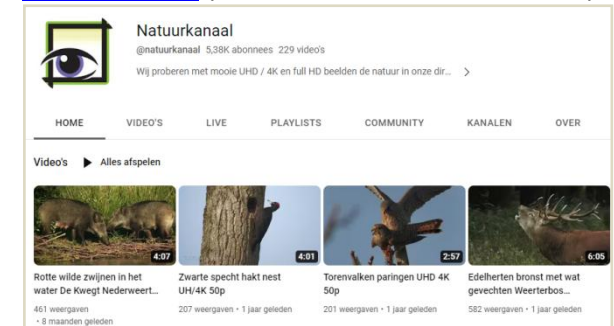 Natuurkanaal
@natuurkanaal 5,38K abonnees 229 video's
Wij proberen met mooie UHD / 4K en full HD beelden de natuur in onze dir...
HOME VIDEO'S LIVE PLAYLISTS COMMUNITY KANALEN OVER
Video's Alles afspelen
4:07 4:01 2:57 6:05
Rotte wilde zwijnen in het water De Kwegt Nederweert...
461 weergaven
• 8 maanden geleden
Zwarte specht hakt nest
UH/4K 50p
207 weergaven • 1 jaar geleden
Torenvalken paringen UHD 4K
50p
201 weergaven • 1 jaar geleden
Edelherten bronst met wat
gevechten Weerterbos...
582 weergaven • 1 jaar geleden